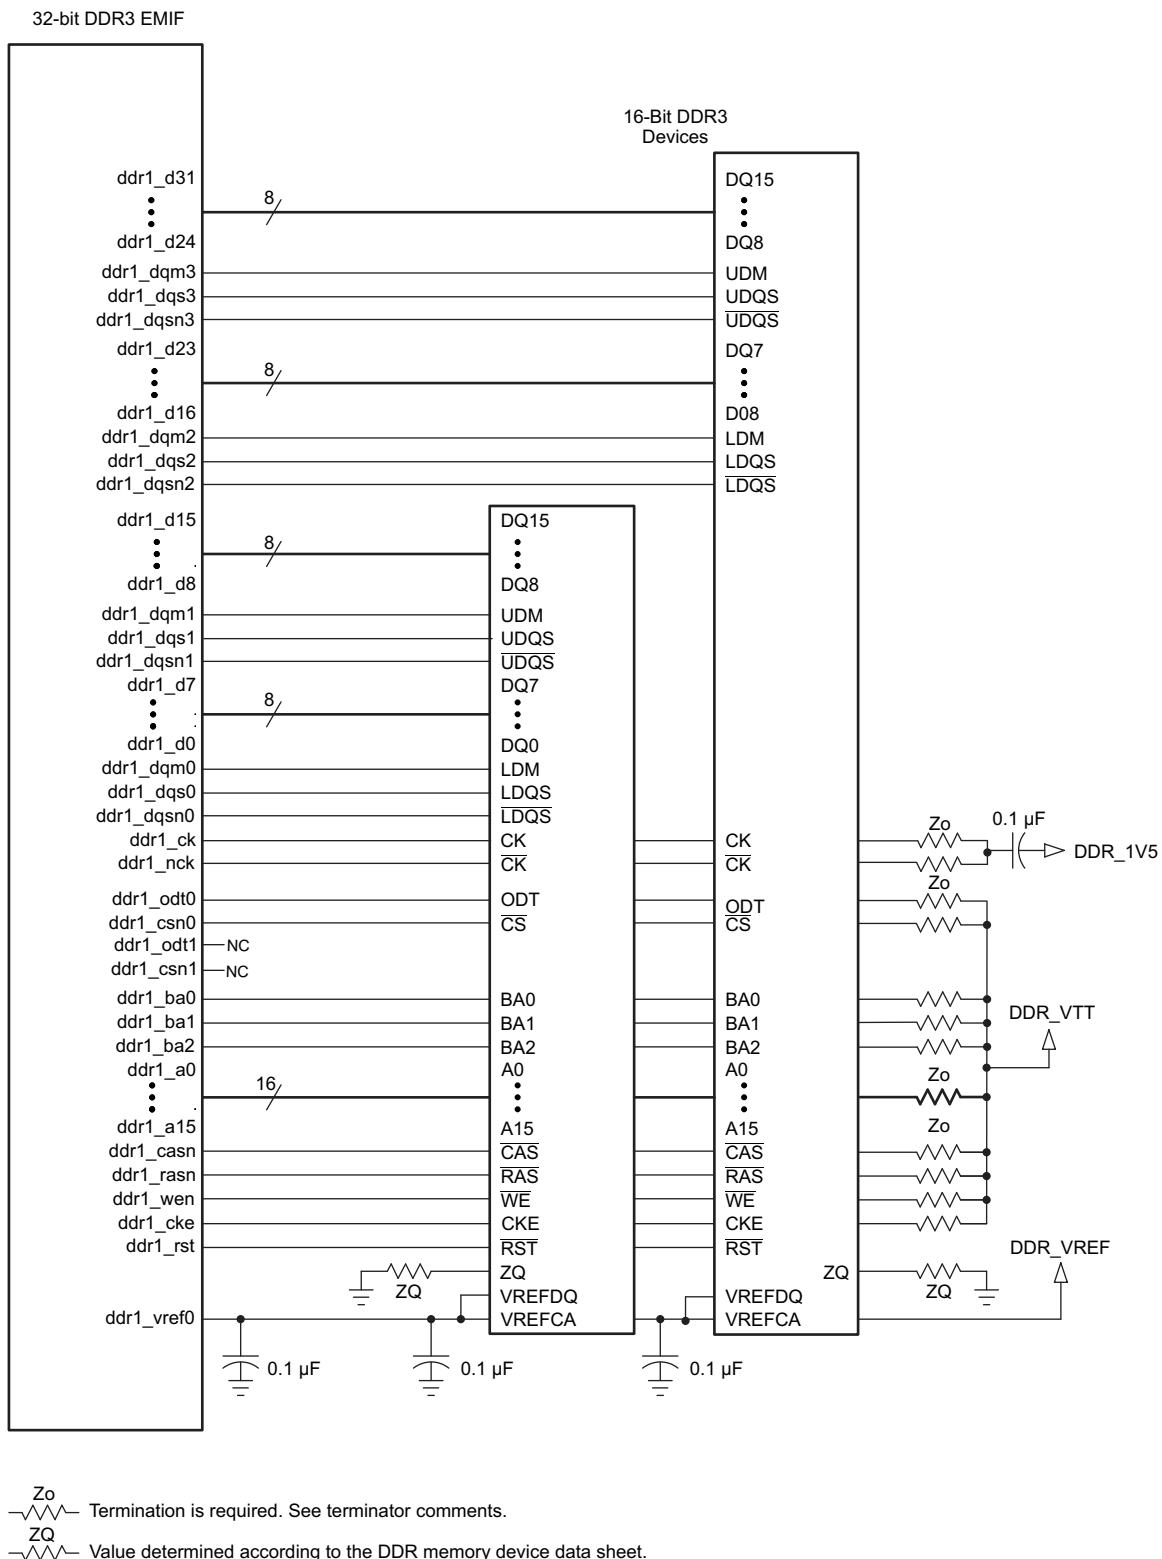 32-bit DDR3 EMIF
16-Bit DDR3
Devices
ddr1_d31
8
DQ15
ddr1_d24
DQ8
ddr1_dqm3
UDM
ddr1_dqs3
UDQS
ddr1_dqsn3
UDQS
ddr1_d23
8
DQ7
ddr1_d16
D08
ddr1_dqm2
LDM
ddr1_dqs2
LDQS
ddr1_dqsn2
LDQS
ddr1_d15
8
DQ15
ddr1_d8
DQ8
ddr1_dqm1
UDM
ddr1_dqs1
UDQS
ddr1_dqsn1
UDQS
ddr1_d7
8
DQ7
ddr1_d0
DQ0
ddr1_dqm0
LDM
ddr1_dqs0
LDQS
ddr1_dqsn0
LDQS
ddr1_ck
CK
CK
Zo
0.1 µF
DDR_1V5
ddr1_nck
CK
CK
Zo
ddr1_odt0
ODT
ODT
ddr1_csn0
CS
CS
ddr1_odt1
NC
ddr1_csn1
NC
ddr1_ba0
BA0
BA0
DDR_VTT
ddr1_ba1
BA1
BA1
ddr1_ba2
BA2
BA2
ddr1_a0
A0
A0
Zo
16
ddr1_a15
A15
A15
Zo
ddr1_casn
CAS
CAS
ddr1_rasn
RAS
RAS
ddr1_wen
WE
WE
ddr1_cke
CKE
CKE
ddr1_rst
RST
RST
DDR_VREF
ZQ
ZQ
ZQ
ZQ
VREFDQ
VREFDQ
ddr1_vref0
VREFCA
VREFCA
0.1 µF
0.1 µF
0.1 µF
Zo
Termination is required. See terminator comments.
ZQ
Value determined according to the DDR memory device data sheet.